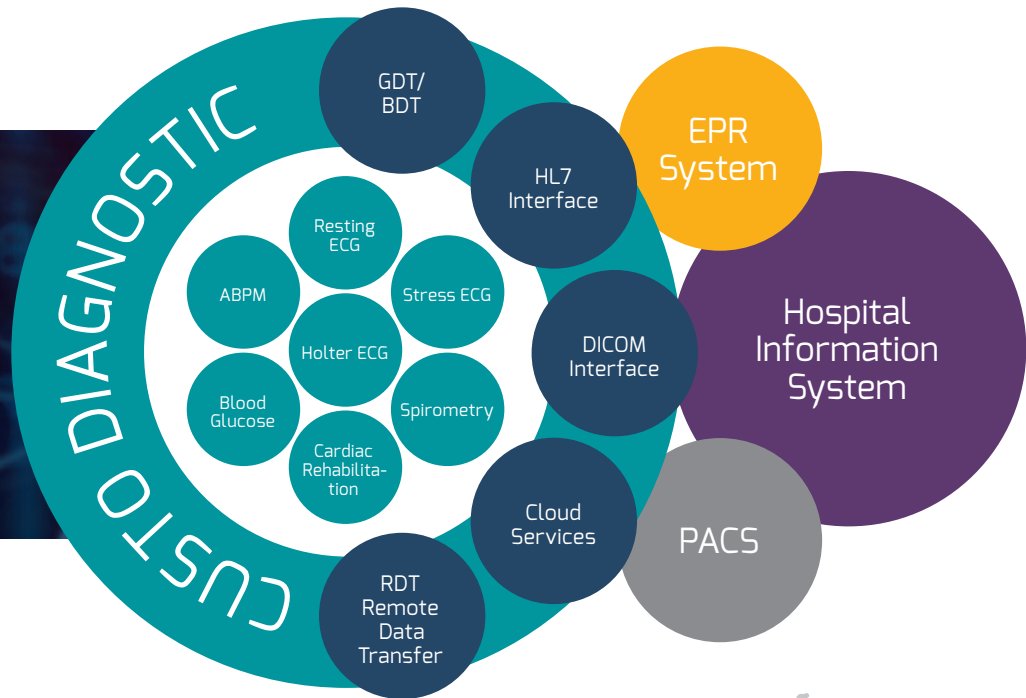 CUSTO DIAGNOSTIC
GDT/
BDT
HL7
Interface
DICOM
Interface
Cloud
Services
RDT
Remote
Data
Transfer
Resting
ECG
ABPM
Stress ECG
Holter ECG
Blood
Glucose
Spirometry
Cardiac
Rehabilita-
tion
EPR
System
Hospital
Information
System
PACS